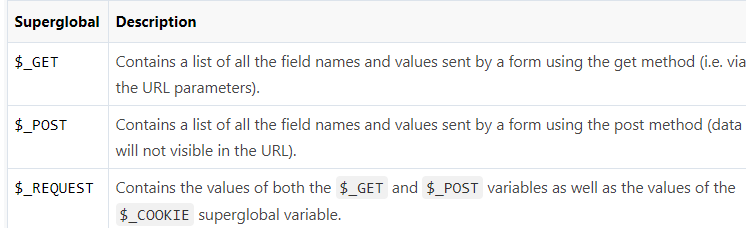 Superglobal Description
$_GET Contains a list of all the field names and values sent by a form using the get method (i.e. via
the URL parameters).
$_POST Contains a list of all the field names and values sent by a form using the post method (data
will not visible in the URL).
$_REQUEST Contains the values of both the $_GET and $_POST variables as well as the values of the
$_COOKIE superglobal variable.